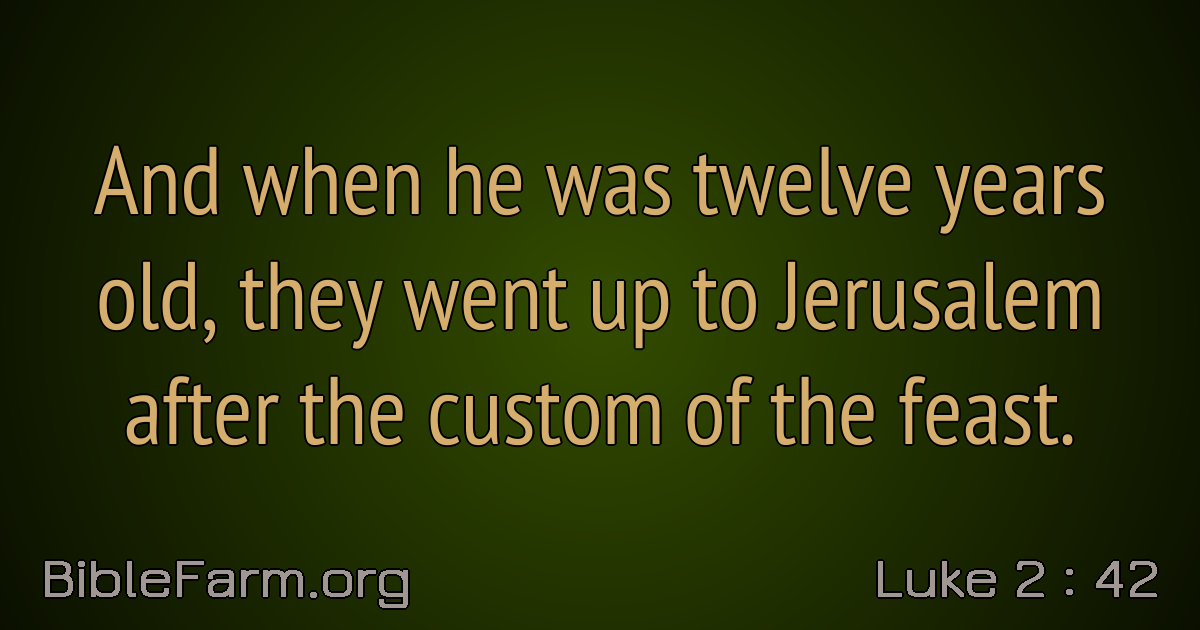 And when he was twelve years
old, they went up to Jerusalem
after the custom of the feast.
BibleFarm.org
Luke 2 : 42